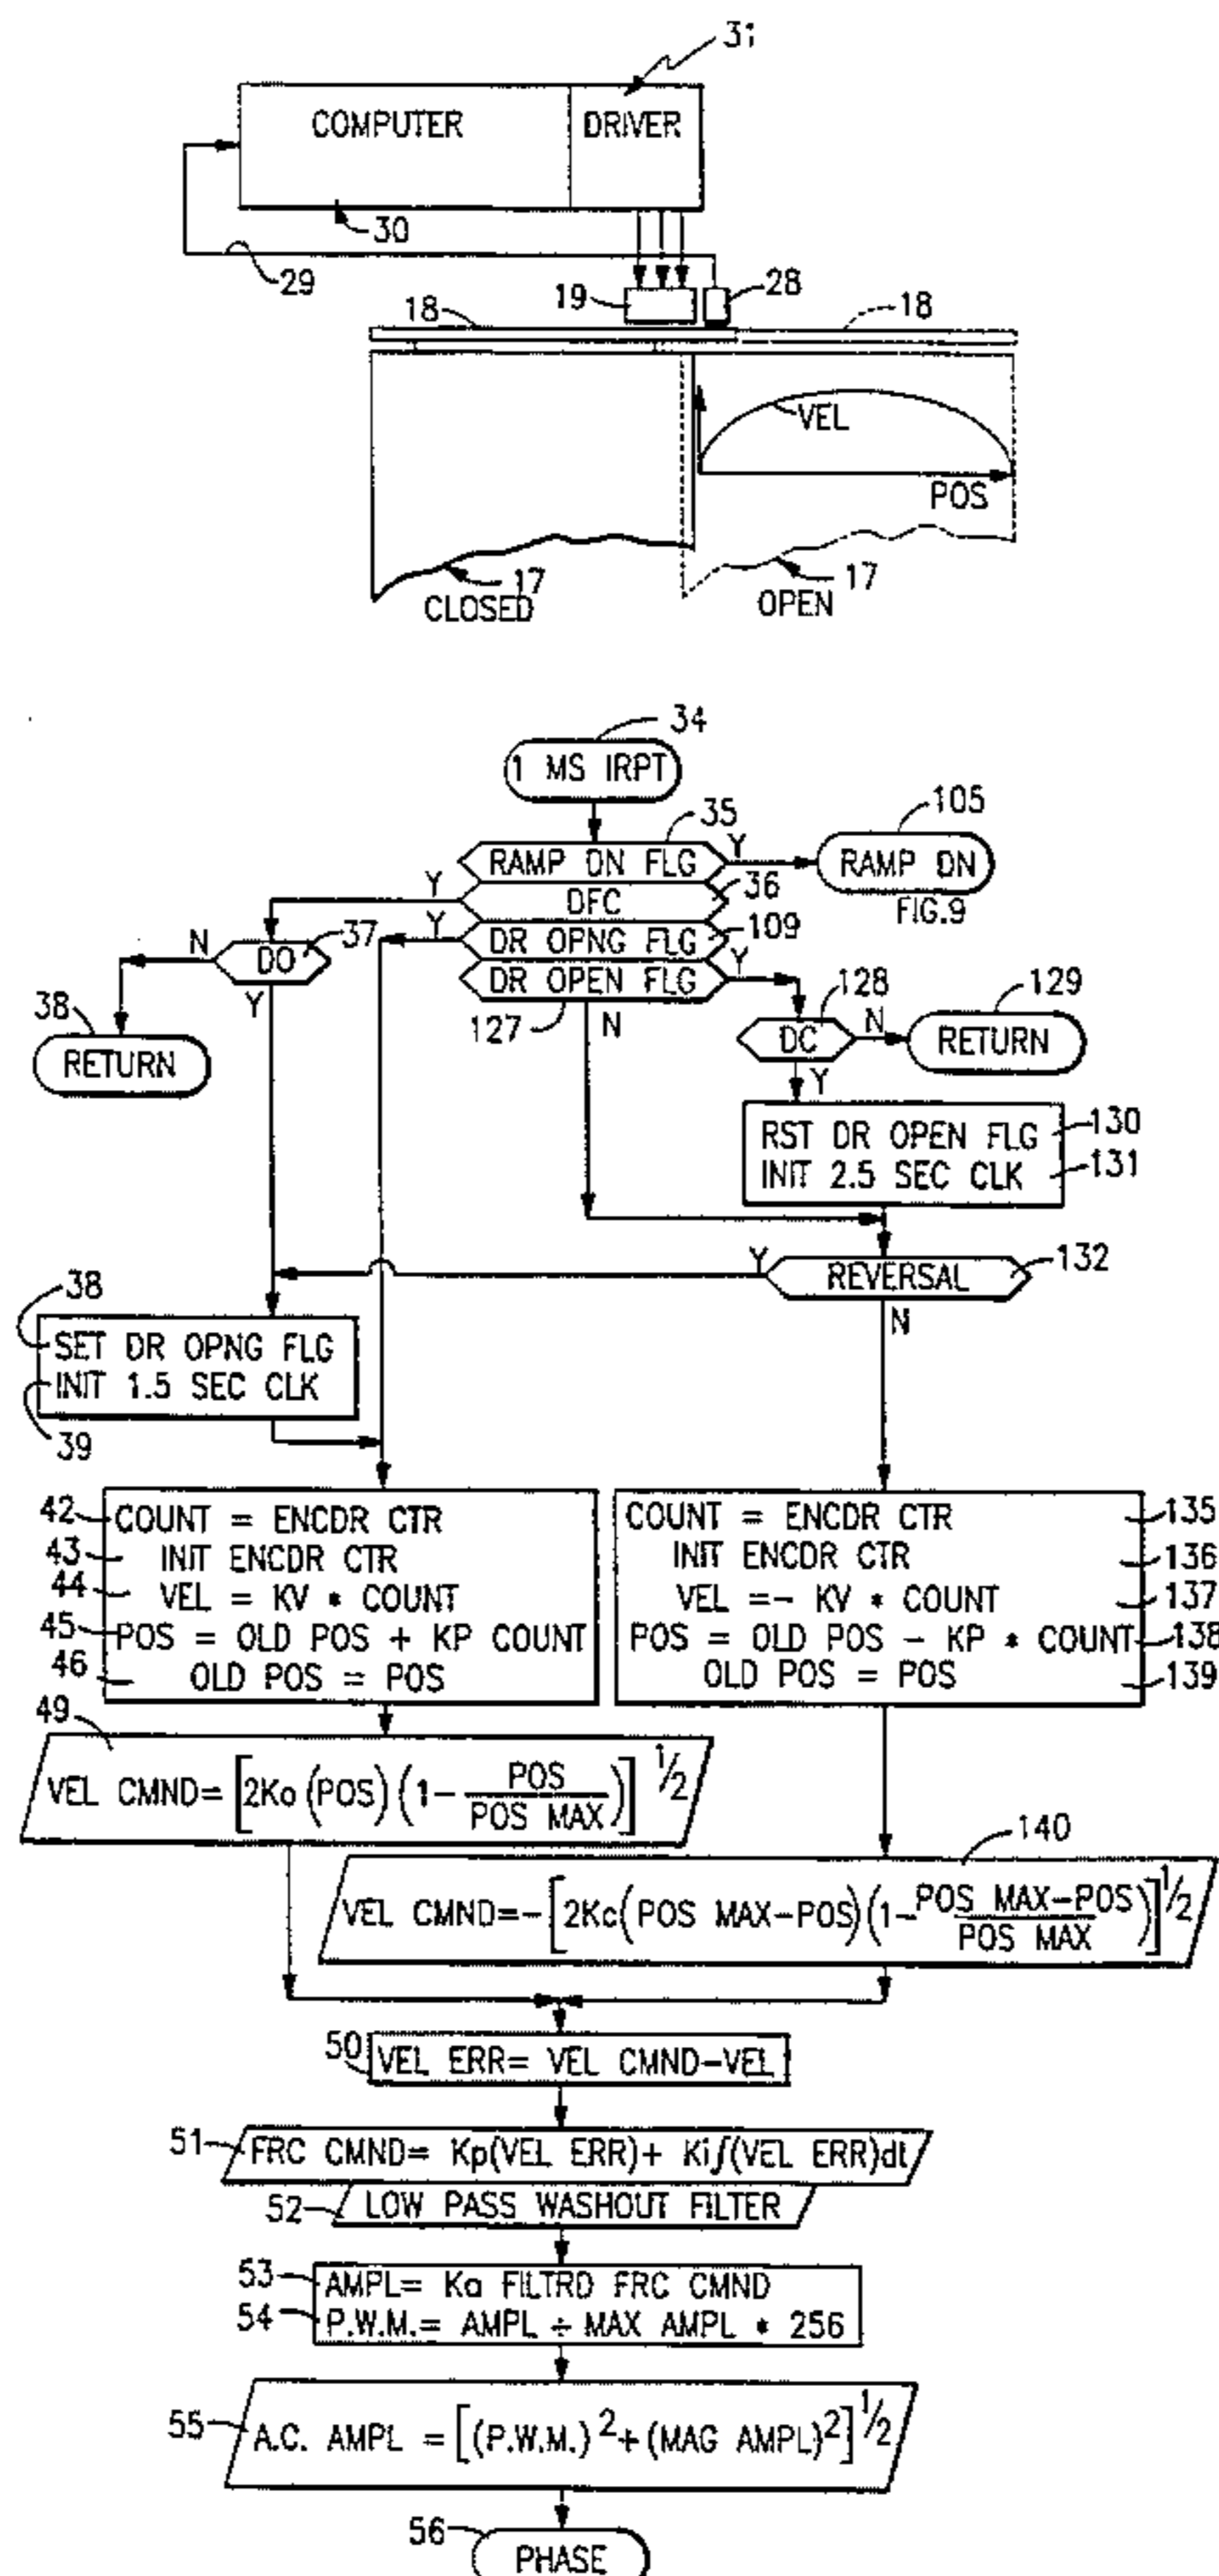 31
COMPUTER DRIVER
30
29 19 28
18 18
VEL
POS
17 17
CLOSED OPEN
34
1 MS IRPT
35 105
RAMP DN FLG Y RAMP DN
Y DFC 36 FIG.9
Y DR OPNG FLG 109
N DO 37 DR OPEN FLG Y
Y 127 N 128 129
38 DC N RETURN
RETURN Y
RST DR OPEN FLG 130
INIT 2.5 SEC CLK 131
Y REVERSAL 132
38 N
SET DR OPNG FLG
INIT 1.5 SEC CLK
39
42 COUNT = ENCDR CTR COUNT = ENCDR CTR 135
43 INIT ENCDR CTR INIT ENCDR CTR 136
44 VEL = KV * COUNT VEL =- KV * COUNT 137
45 POS = OLD POS + KP COUNT POS = OLD POS - KP * COUNT 138
46 OLD POS = POS OLD POS = POS 139
49
VEL CMND= [2Ko (POS) (1- POS / POS MAX)] 1/2
140
VEL CMND=- [2Kc(POS MAX-POS)(1- POS MAX-POS / POS MAX)] 1/2
50 VEL ERR= VEL CMND-VEL
51 FRC CMND= Kp(VEL ERR)+ Ki∫(VEL ERR)dt
52 LOW PASS WASHOUT FILTER
53 AMPL= Ka FILTRD FRC CMND
54 P.W.M.= AMPL ÷ MAX AMPL * 256
55 A.C. AMPL = [(P.W.M.)2+(MAG AMPL)2] 1/2
56
PHASE